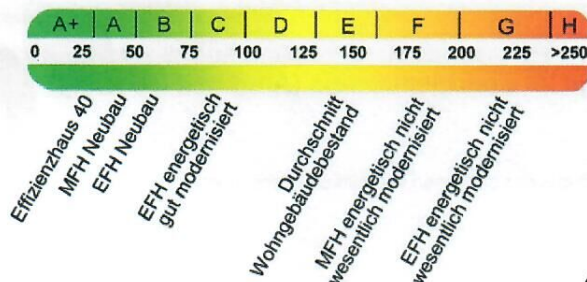 A+ A B C D E F G H
0 25 50 75 100 125 150 175 200 225 >250
Effizienzhaus 40
MFH Neubau
EFH Neubau
EFH energetisch
gut modernisiert
Durchschnitt
Wohngebäudebestand
MFH energetisch nicht
wesentlich modernisiert
EFH energetisch nicht
wesentlich modernisiert